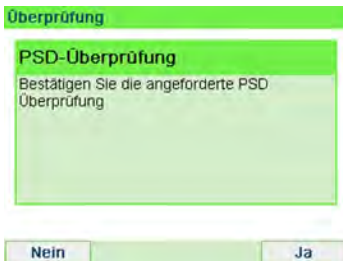 Überprüfung
PSD-Überprüfung
Bestätigen Sie die angeforderte PSD
Überprüfung
Nein
Ja